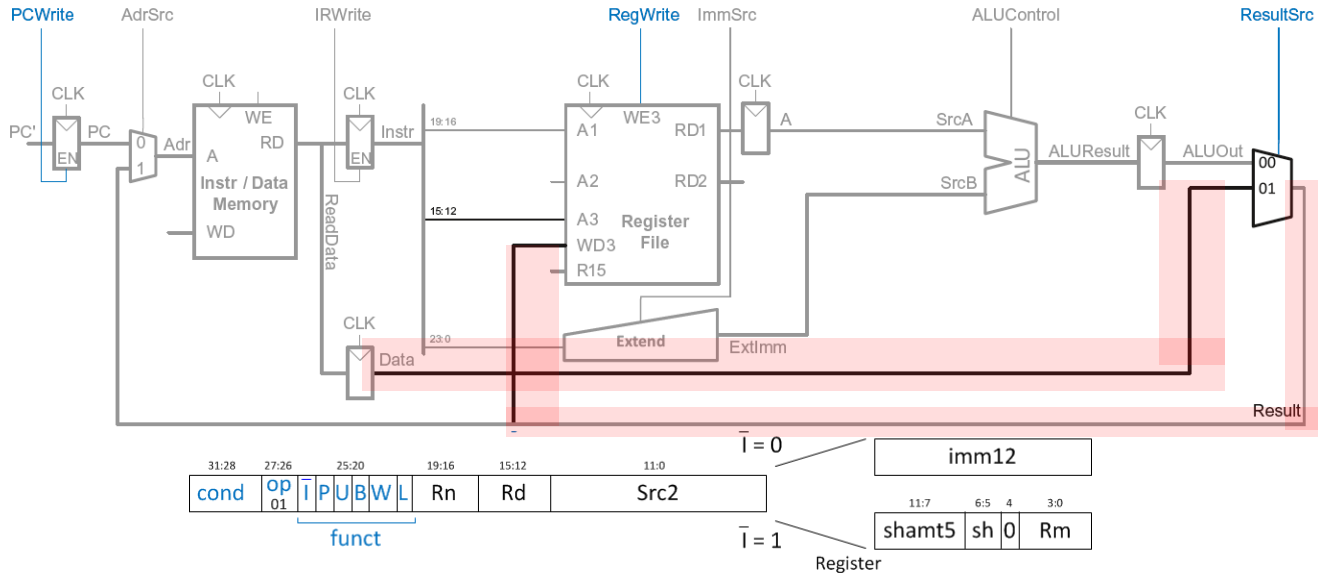 PCWrite AdrSrc IRWrite RegWrite ImmSrc ALUControl ResultSrc
CLK CLK CLK CLK CLK CLK
WE
PC' PC 0 Adr RD Instr 19:16 A1 WE3 RD1 A SrcA ALUResult ALUOut 00
EN 1 A EN ALU
Instr / Data
Memory
A2 RD2 SrcB 01
ReadData
15:12 A3 Register
File
WD WD3
R15
CLK
23:0 Extend ExtImm
Data
Result
I = 0
31:28 27:26 25:20 19:16 15:12 11:0
imm12
cond op
01 I P U B W L Rn Rd Src2
11:7 6:5 4 3:0
shamt5 sh 0 Rm
funct
I = 1
Register